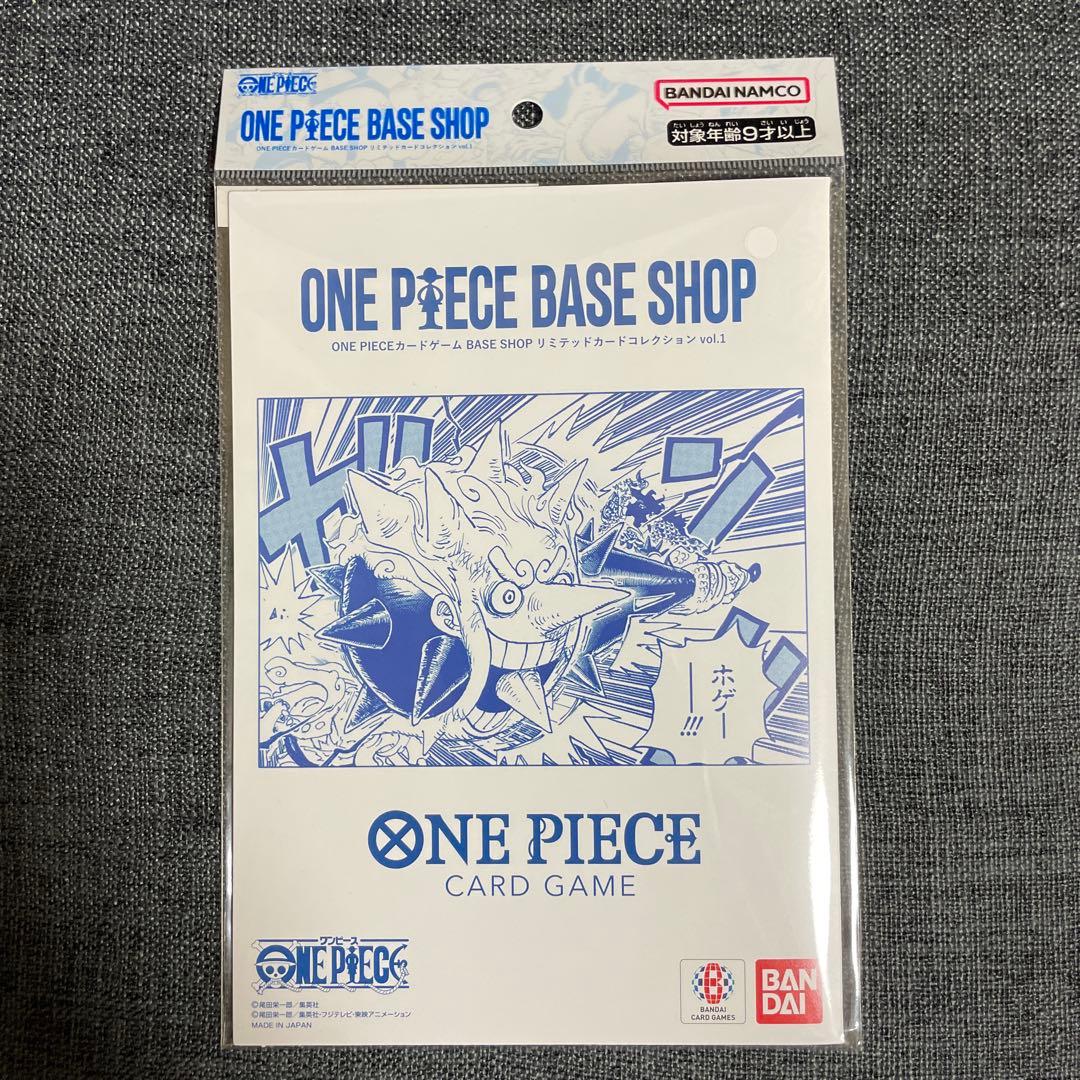 ONE PIECE
BANDAI NAMCO
ONE PIECE BASE SHOP
ONE PIECEカードゲーム BASE SHOP リミテッドカードコレクション vol.1
たいしょうねんれい さいいじょう
対象年齢9才以上
ONE PIECE BASE SHOP
ONE PIECEカードゲーム BASE SHOP リミテッドカードコレクション vol.1
ホゲー
――!!!
ONE PIECE
CARD GAME
ワンピース
ONE PIECE
©尾田栄一郎/集英社
©尾田栄一郎/集英社・フジテレビ・東映アニメーション
MADE IN JAPAN
BANDAI
CARD GAMES
BAN
DAI